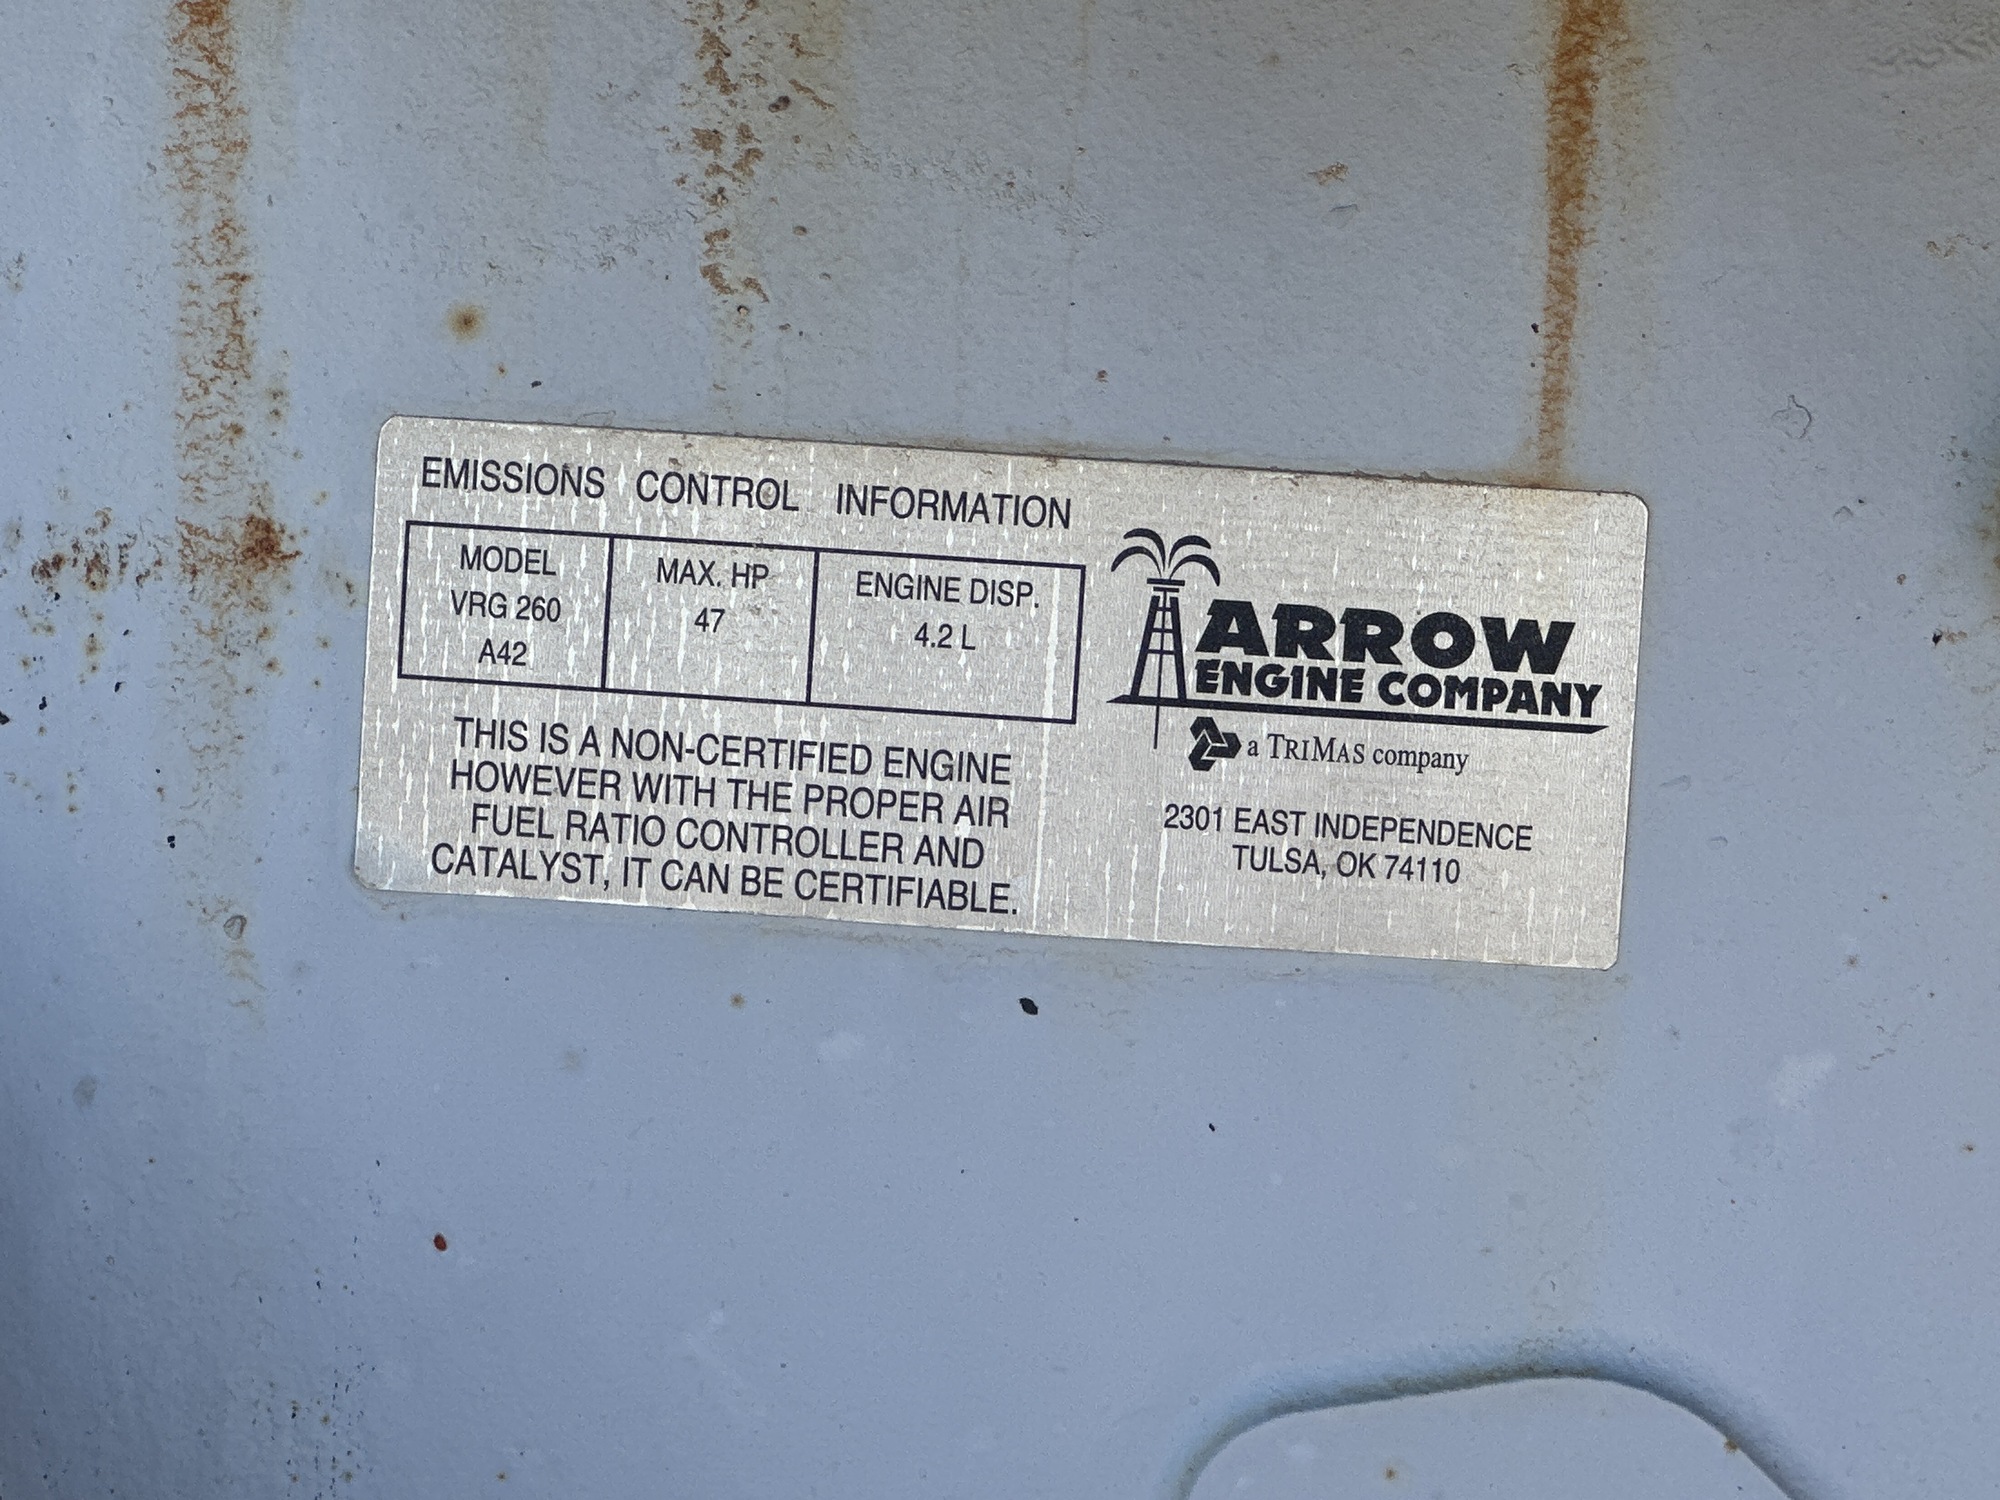 EMISSIONS CONTROL INFORMATION
MODEL
VRG 260
A42
MAX. HP
47
ENGINE DISP.
4.2 L
THIS IS A NON-CERTIFIED ENGINE
HOWEVER WITH THE PROPER AIR
FUEL RATIO CONTROLLER AND
CATALYST, IT CAN BE CERTIFIABLE.
ARROW
ENGINE COMPANY
a TRIMAS company
2301 EAST INDEPENDENCE
TULSA, OK 74110